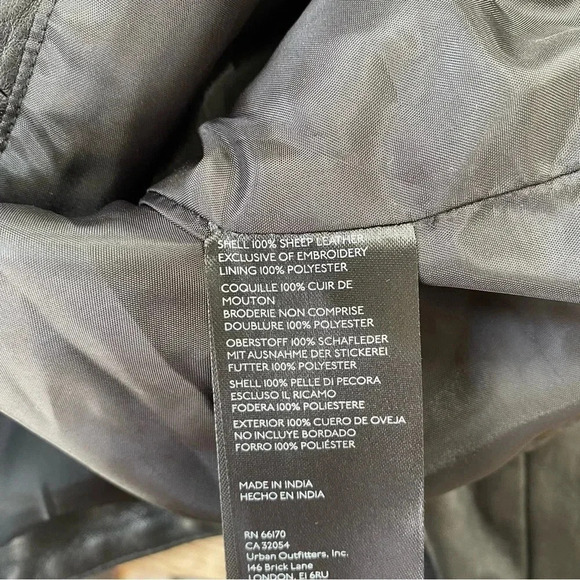 SHELL 100% SHEEP LEATHER
EXCLUSIVE OF EMBROIDERY
LINING 100% POLYESTER
COQUILLE 100% CUIR DE
MOUTON
BRODERIE NON COMPRISE
DOUBLURE 100% POLYESTER
OBERSTOFF 100% SCHAFLEDER
MIT AUSNAHME DER STICKEREI
FUTTER 100% POLYESTER
SHELL 100% PELLE DI PECORA
ESCLUSO IL RICAMO
FODERA 100% POLIESTERE
EXTERIOR 100% CUERO DE OVEJA
NO INCLUYE BORDADO
FORRO 100% POLIÉSTER
MADE IN INDIA
HECHO EN INDIA
RN 66170
CA 32054
Urban Outfitters, Inc.
146 Brick Lane
LONDON, E1 6RU